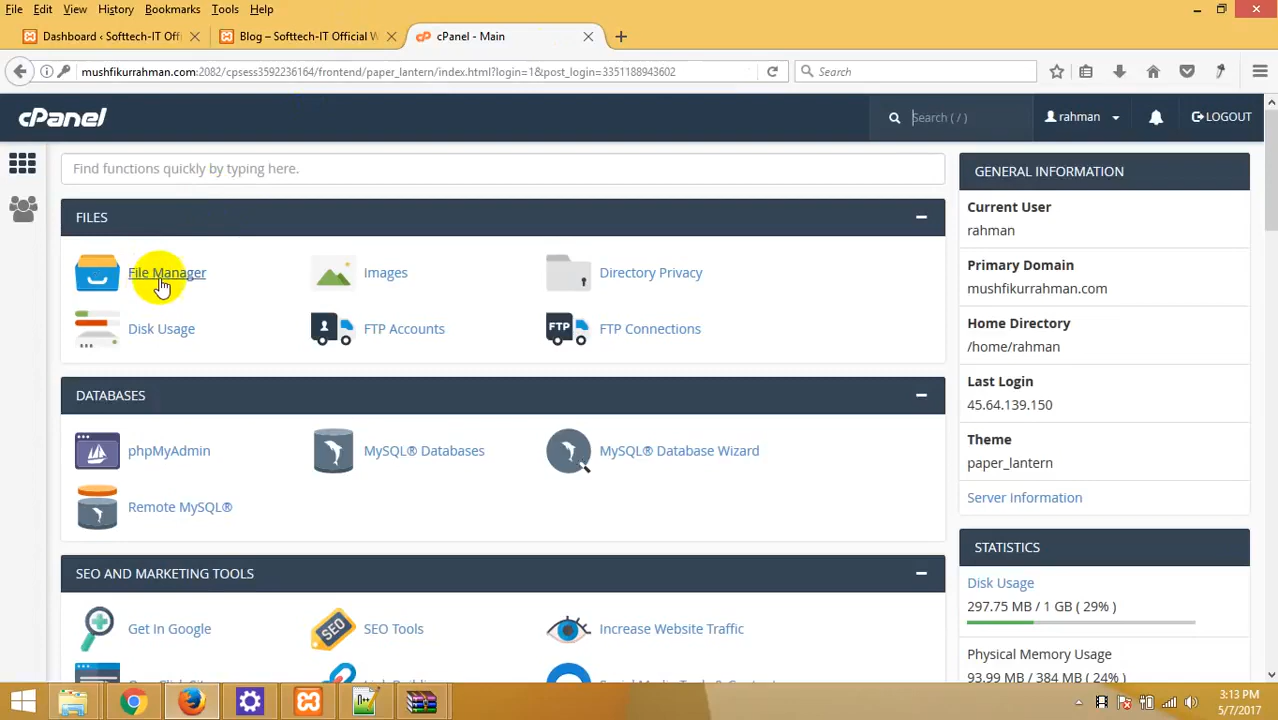 File Edit View History Bookmarks Tools Help
Dashboard ‹ Softtech-IT Offi
Blog – Softtech-IT Official W
cPanel - Main
mushfikurrahman.com:2082/cpsess3592236164/frontend/paper_lantern/index.html?login=1&post_login=3351188943602
Search
cPanel
Search ( / )
rahman
LOGOUT
Find functions quickly by typing here.
FILES
File Manager
Images
Directory Privacy
Disk Usage
FTP Accounts
FTP
FTP Connections
DATABASES
phpMyAdmin
MySQL® Databases
MySQL® Database Wizard
Remote MySQL®
SEO AND MARKETING TOOLS
Get In Google
SEO
SEO Tools
Increase Website Traffic
GENERAL INFORMATION
Current User
rahman
Primary Domain
mushfikurrahman.com
Home Directory
/home/rahman
Last Login
45.64.139.150
Theme
paper_lantern
Server Information
STATISTICS
Disk Usage
297.75 MB / 1 GB ( 29% )
Physical Memory Usage
93.99 MB / 384 MB ( 24% )
3:13 PM
5/7/2017